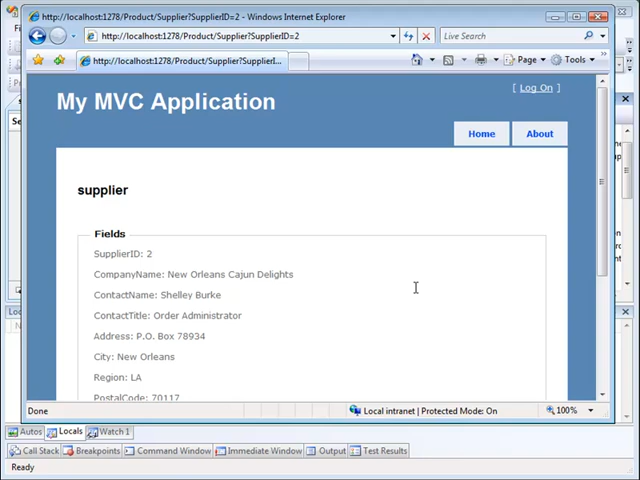 http://localhost:1278/Product/Supplier?SupplierID=2 - Windows Internet Explorer
http://localhost:1278/Product/Supplier?SupplierID=2
Live Search
http://localhost:1278/Product/Supplier?SupplierI...
Page
Tools
[ Log On ]
My MVC Application
Home
About
supplier
Fields
SupplierID: 2
CompanyName: New Orleans Cajun Delights
ContactName: Shelley Burke
ContactTitle: Order Administrator
Address: P.O. Box 78934
City: New Orleans
Region: LA
PostalCode: 70117
Done
Local intranet | Protected Mode: On
100%
Autos
Locals
Watch 1
Call Stack
Breakpoints
Command Window
Immediate Window
Output
Test Results
Ready